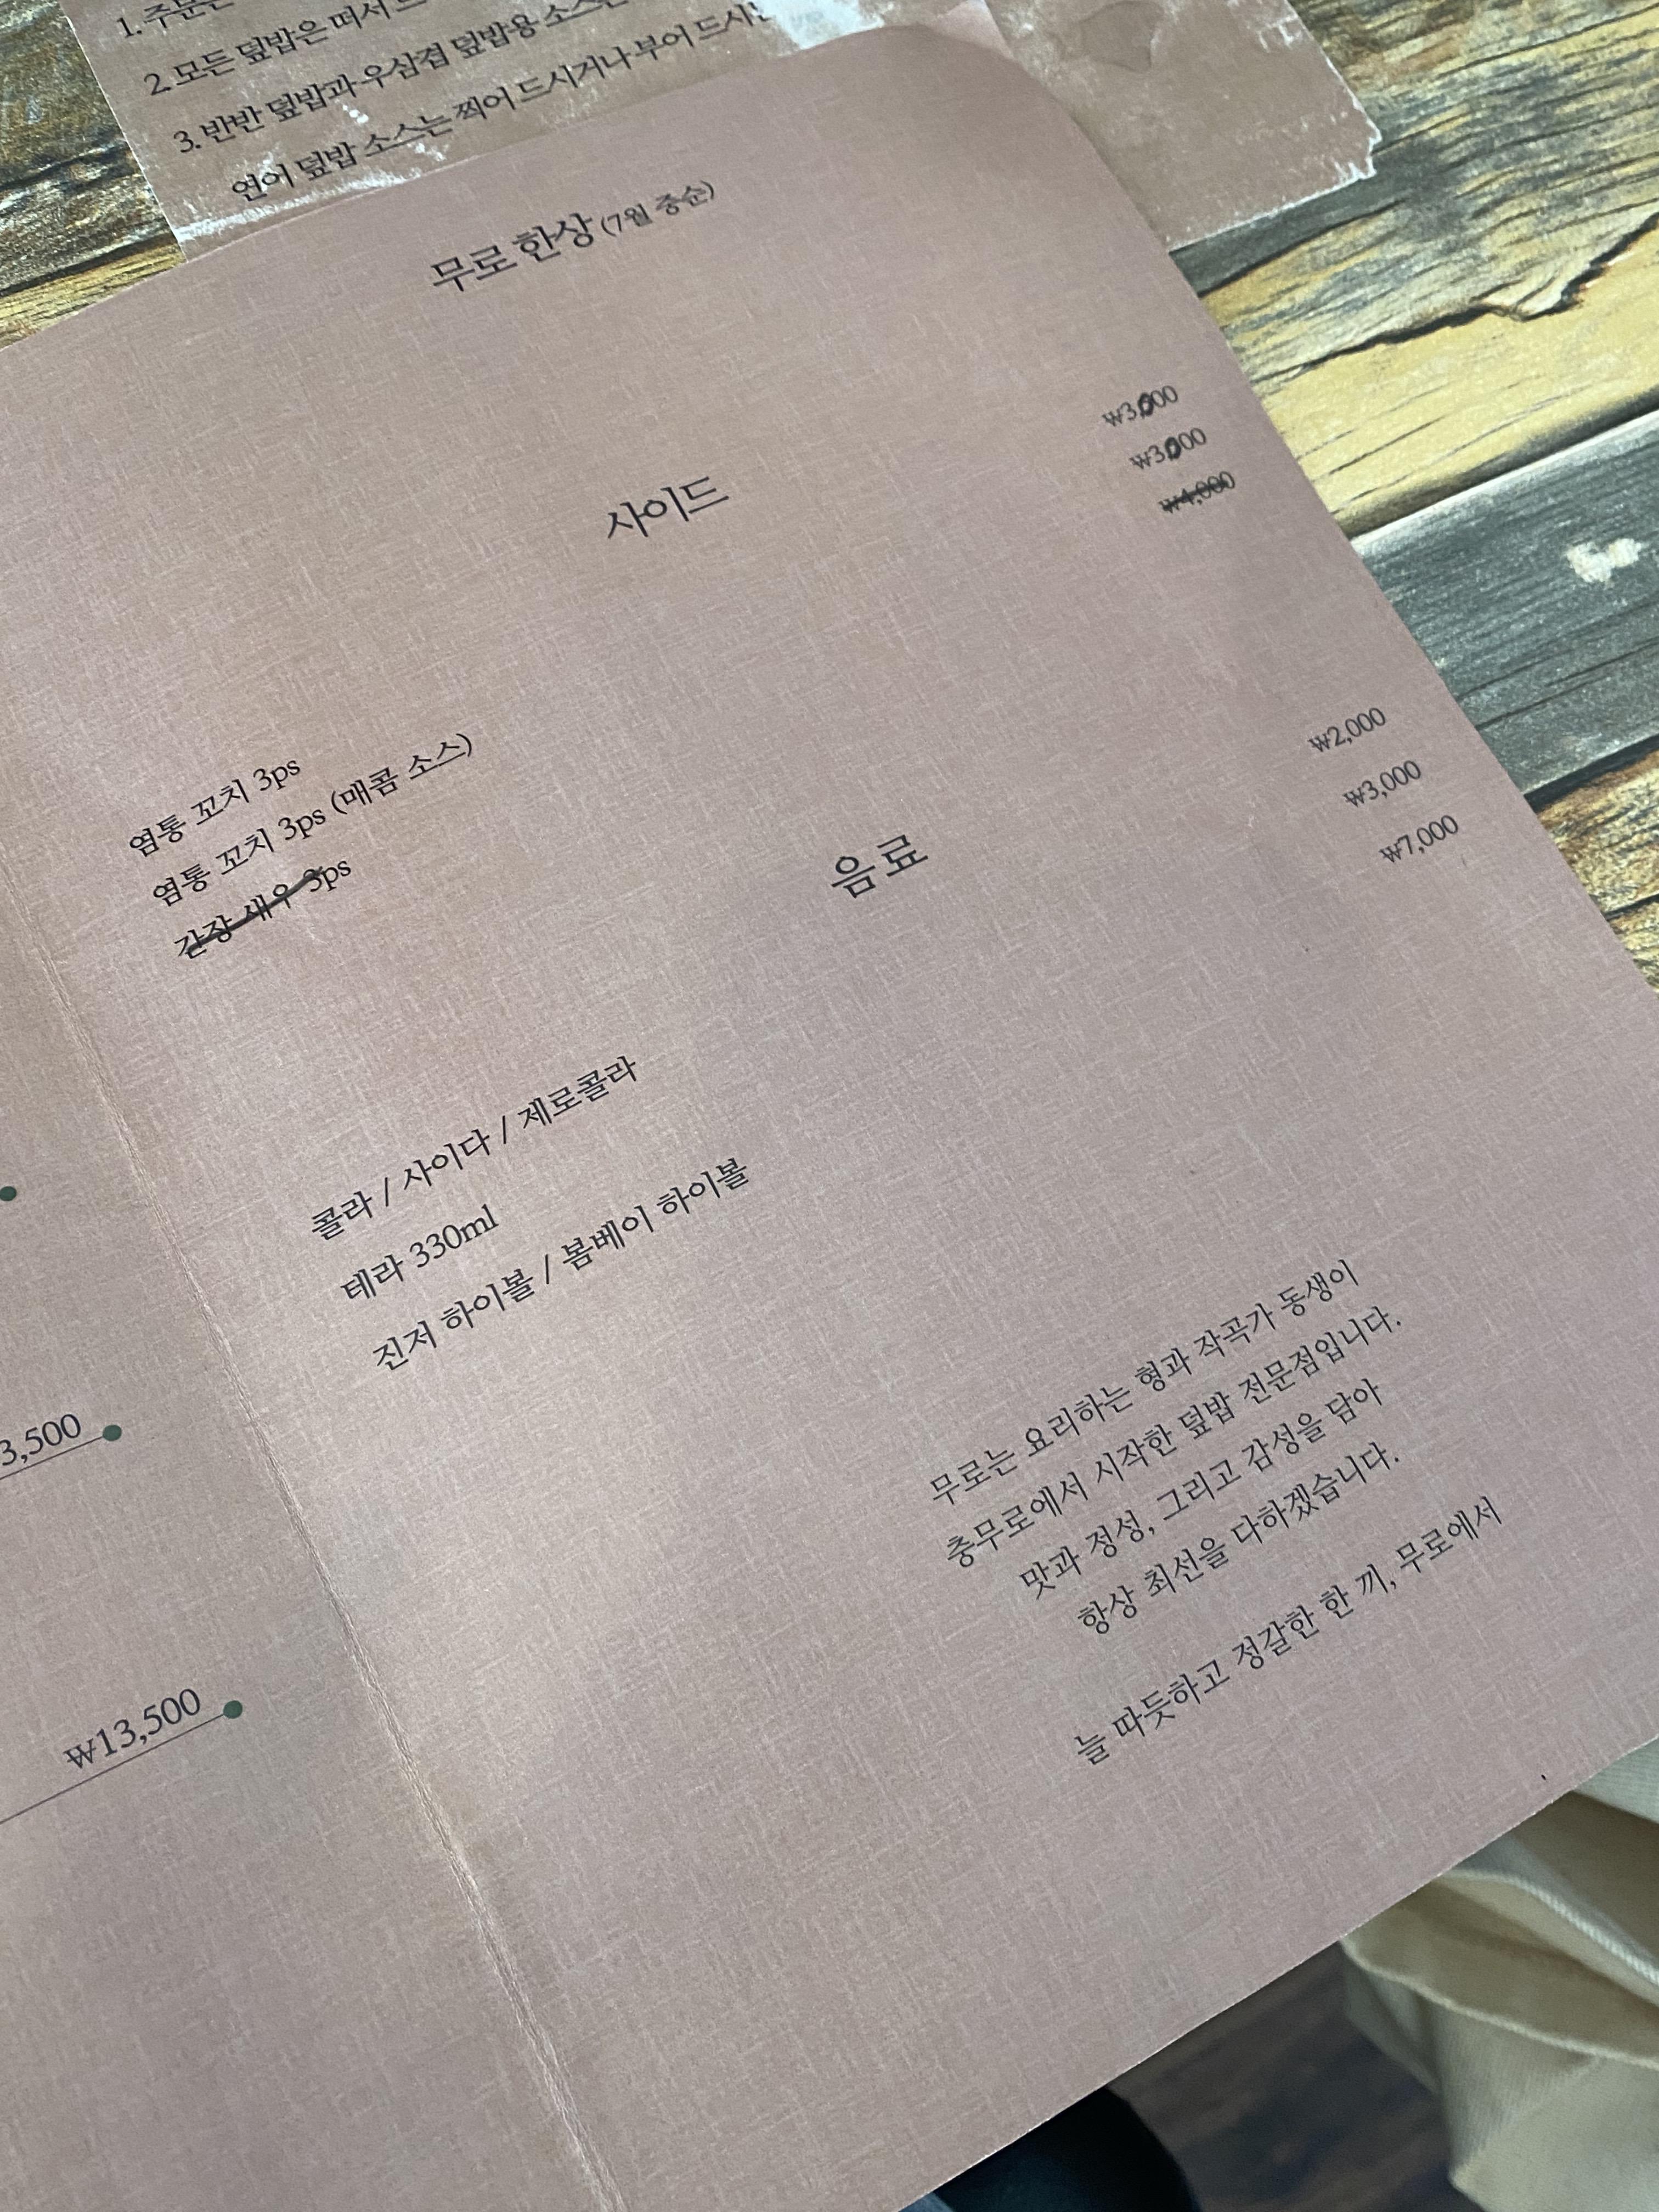 1. 주문은
2. 모든 덮밥은 떠서
3. 반반 덮밥과 우삼겹 덮밥용 소스는
연어 덮밥 소스는 찍어 드시거나 부어 드시는
무로 한상 (7월 중순)
사이드
염통 꼬치 3ps ₩3,000
염통 꼬치 3ps (매콤 소스) ₩3,000
간장 새우 3ps ₩4,000
음료
콜라 / 사이다 / 제로콜라 ₩2,000
테라 330ml ₩3,000
진저 하이볼 / 봄베이 하이볼 ₩7,000
3,500
₩13,500
무로는 요리하는 형과 작곡가 동생이
충무로에서 시작한 덮밥 전문점입니다.
맛과 정성, 그리고 감성을 담아
항상 최선을 다하겠습니다.
늘 따듯하고 정갈한 한 끼, 무로에서